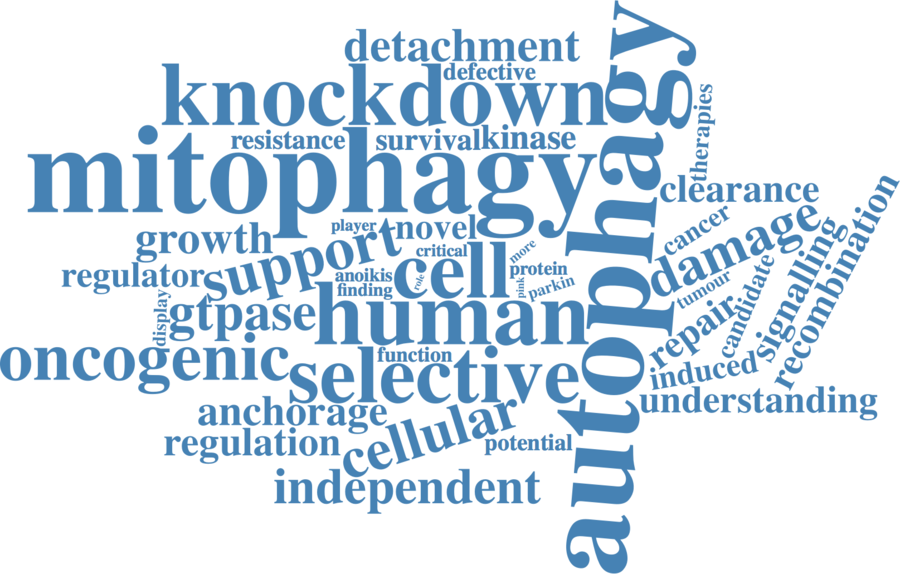 detachment
defective
knockdown
autophagy
therapies
resistance
survival
kinase
mitophagy
clearance
player
novel
cancer
growth
support
critical
more
damage
regulator
anoikis
role
cell
protein
pink
parkin
finding
tumour
candidate
signalling
recombination
display
gtpase
human
repair
oncogenic
function
selective
induced
understanding
anchorage
cellular
regulation
potential
independent